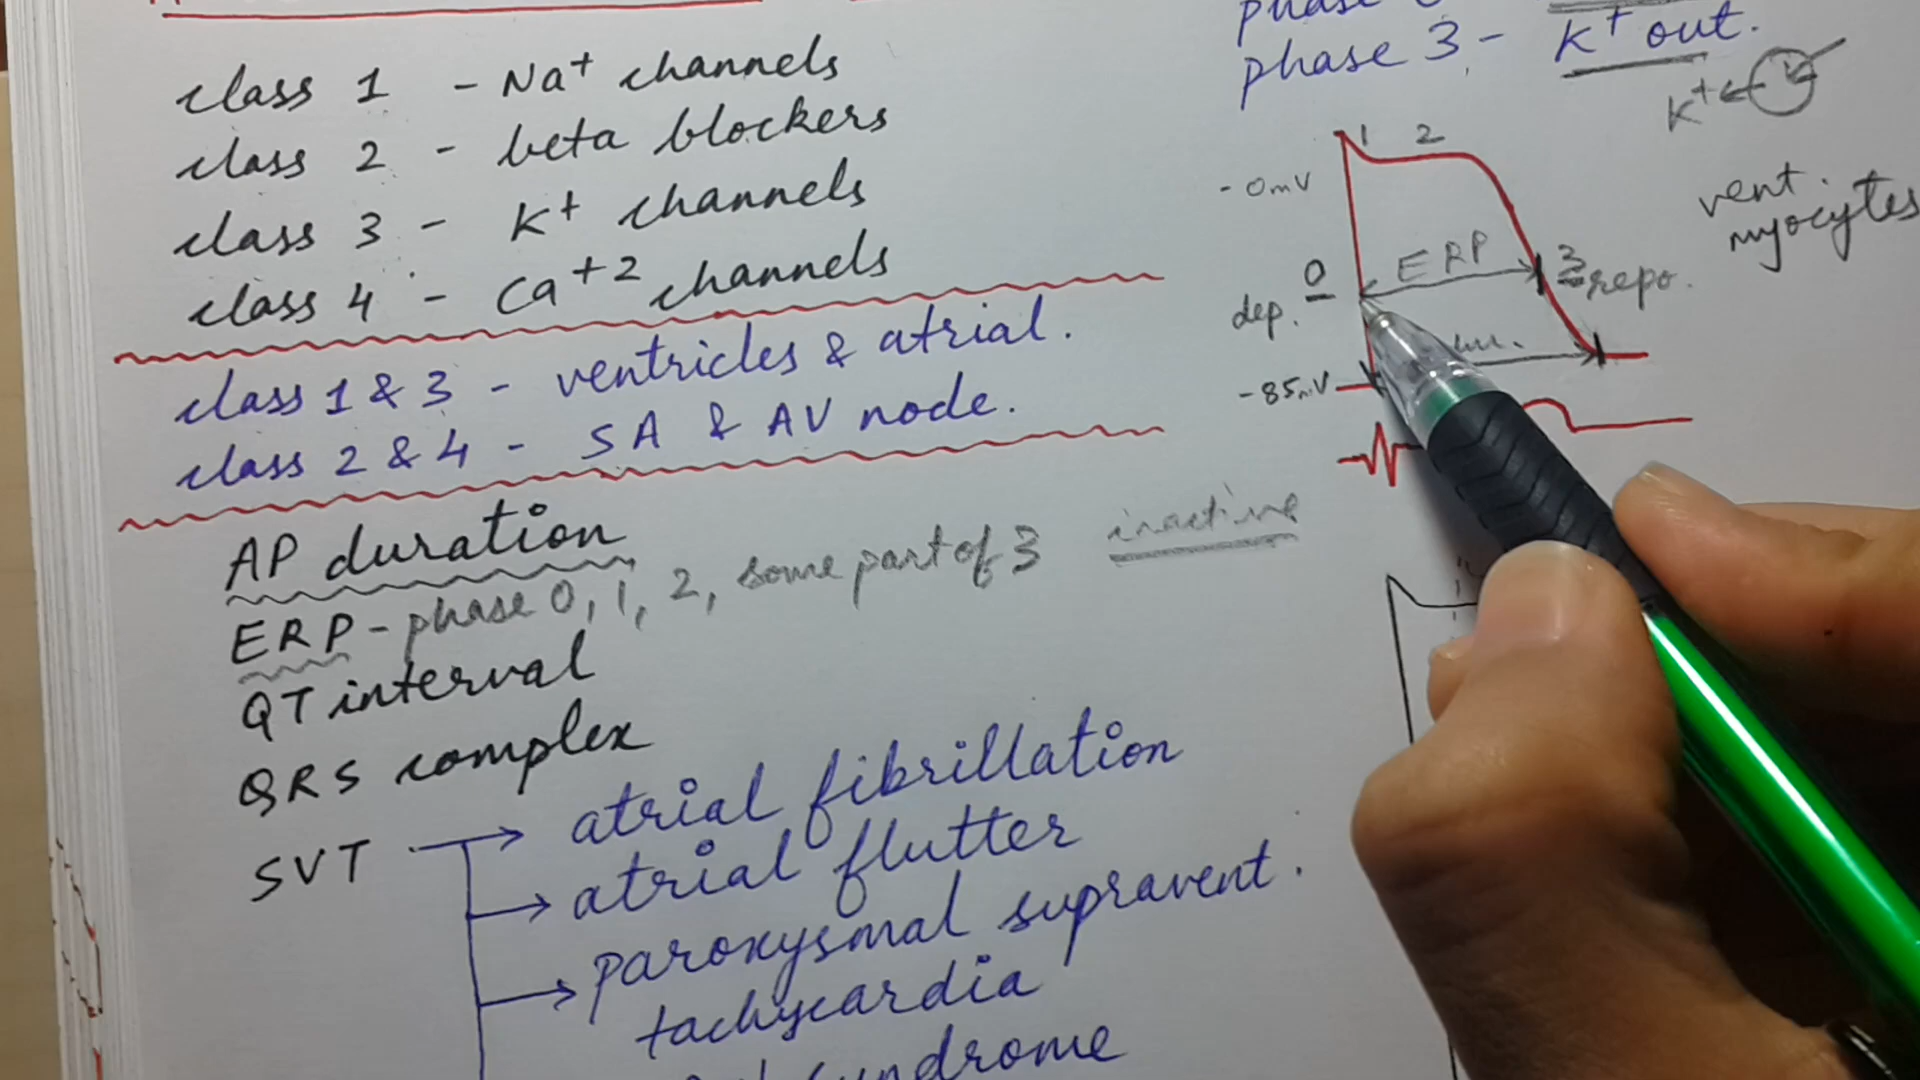 class 1 - Na+ channels
class 2 - beta blockers
class 3 - K+ channels
class 4 - Ca+2 channels
class 1 & 3 - ventricles & atrial.
class 2 & 4 - SA & AV node.
AP duration
ERP - phase 0, 1, 2, some part of 3 inactive
QT interval
QRS complex
SVT → atrial fibrillation
→ atrial flutter
→ paroxysmal supravent.
tachycardia
syndrome
phase
phase 3 - K+ out.
K+
1 2
- 0mV
vent.
myocytes
ERP
0
dep.
3
repo.
-85mV